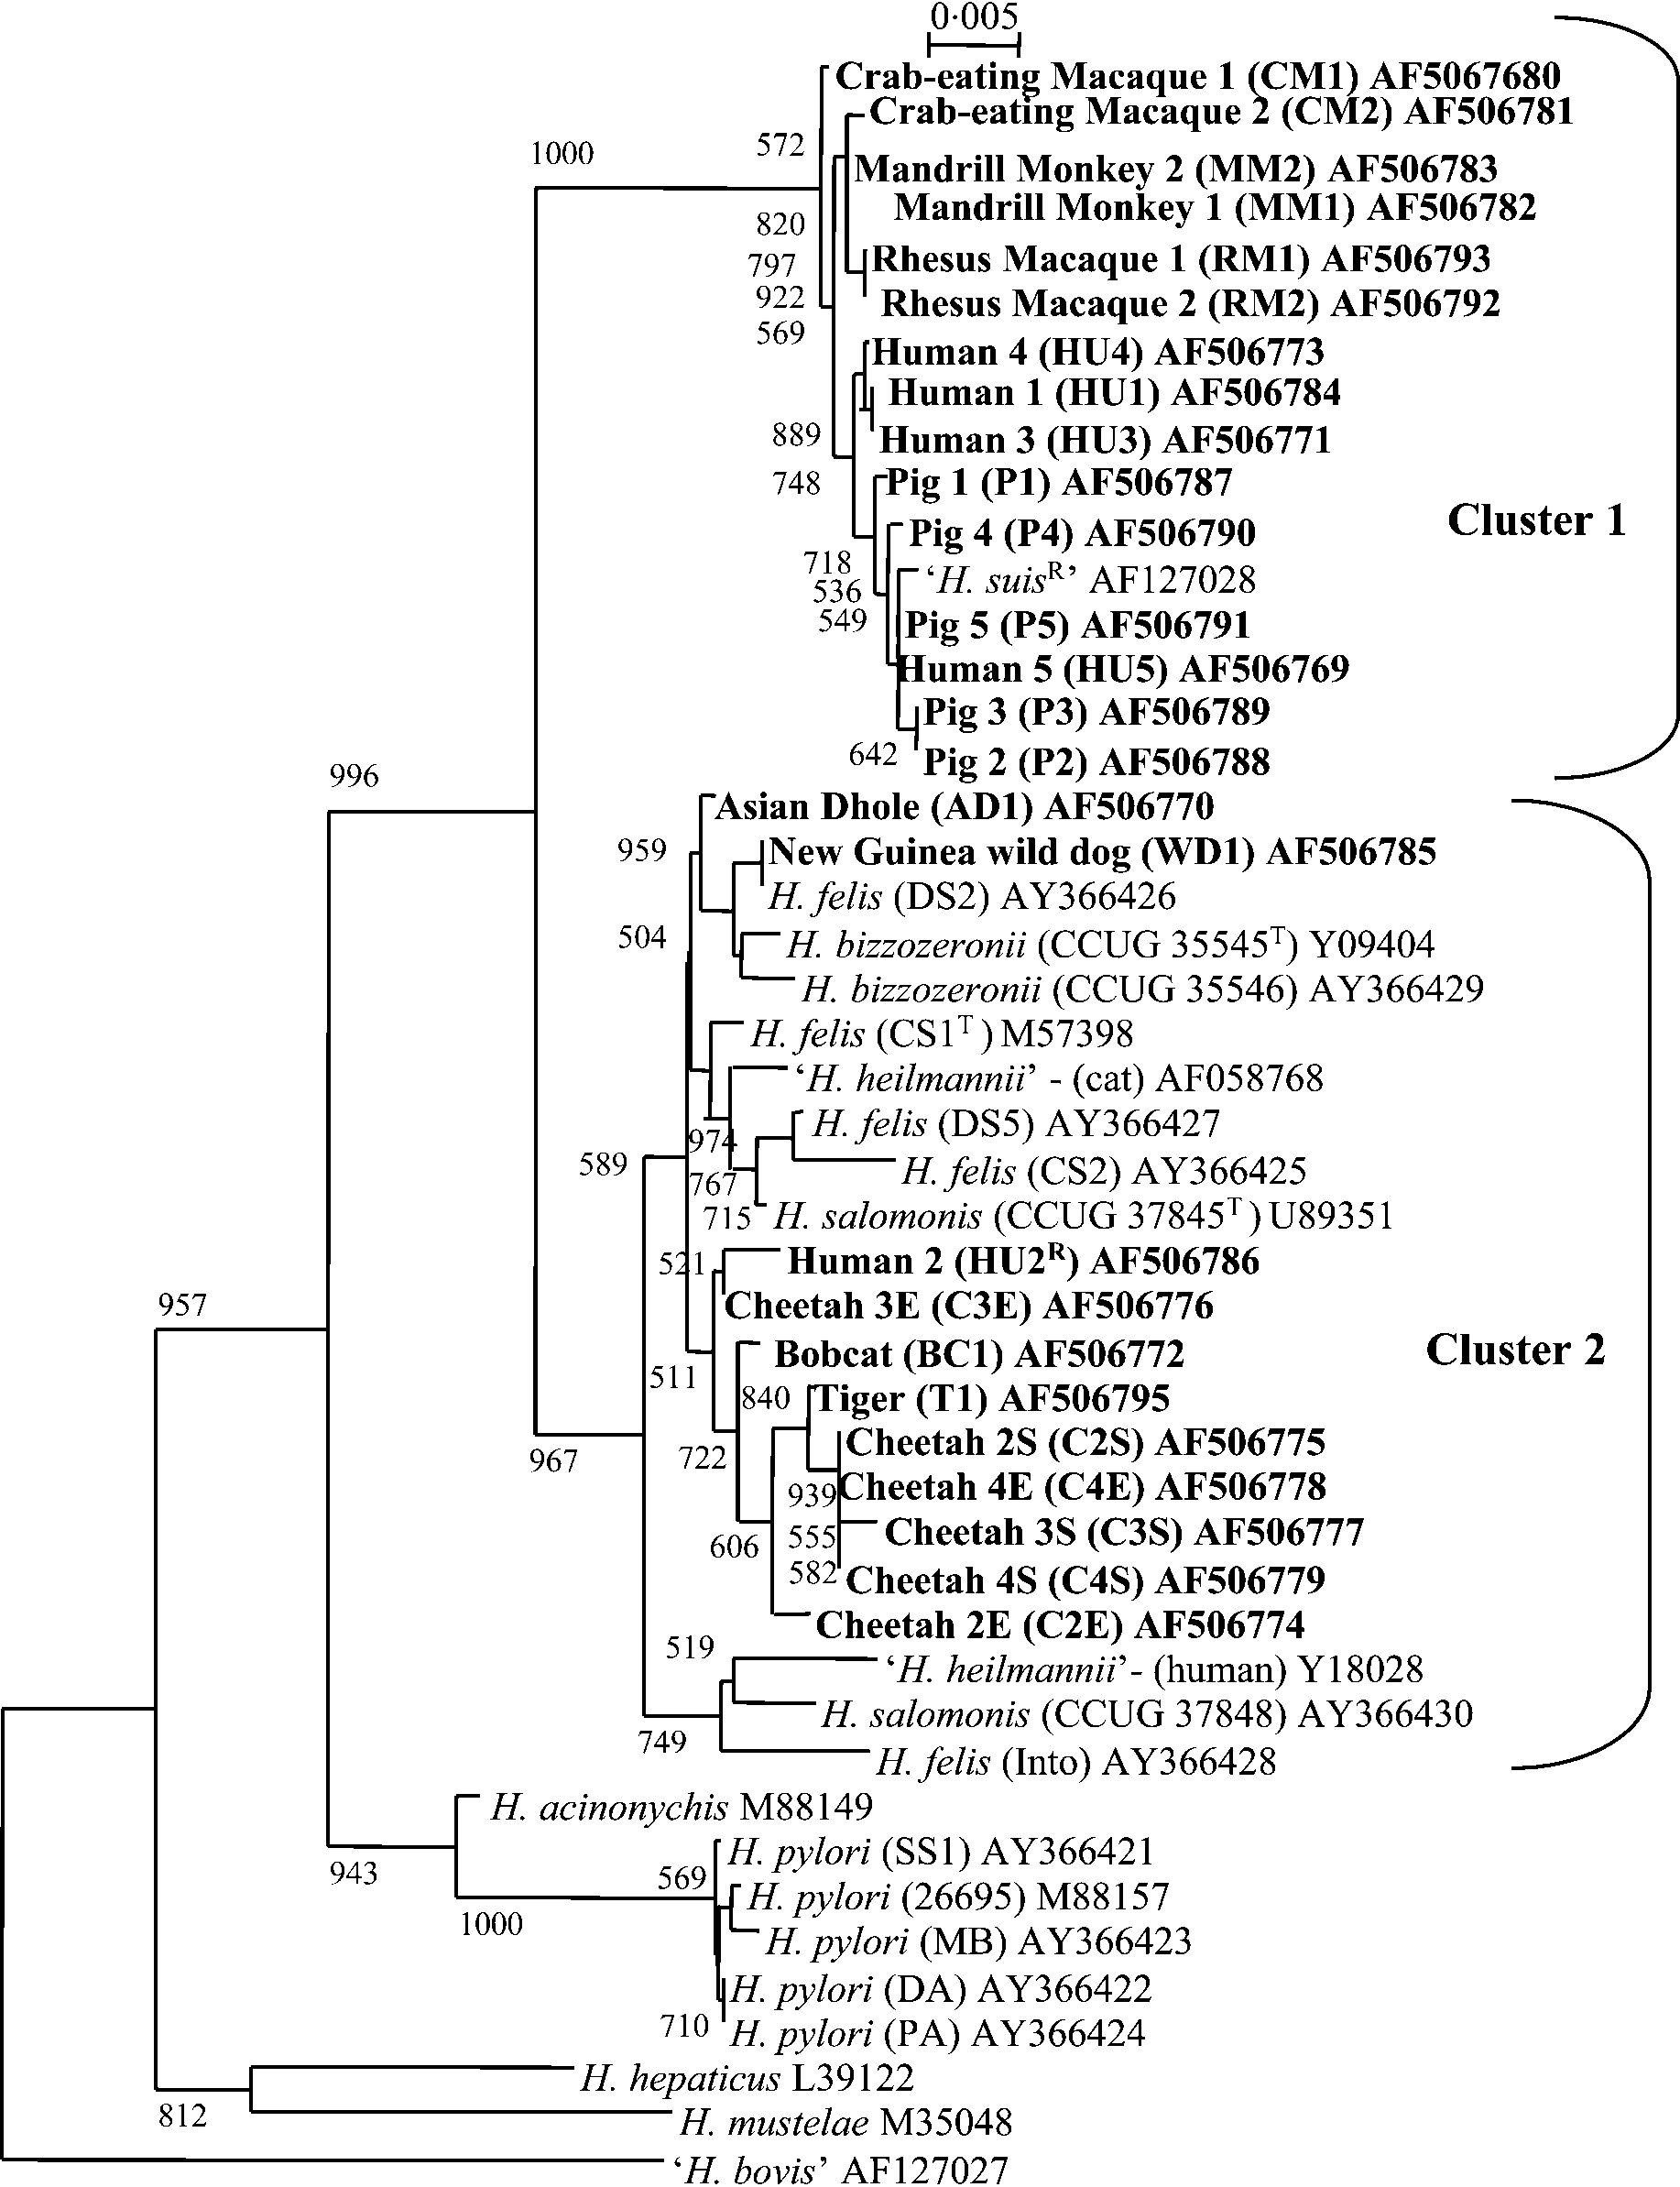 0·005
Crab-eating Macaque 1 (CM1) AF5067680
Crab-eating Macaque 2 (CM2) AF506781
572
1000
Mandrill Monkey 2 (MM2) AF506783
Mandrill Monkey 1 (MM1) AF506782
820
797
Rhesus Macaque 1 (RM1) AF506793
922
Rhesus Macaque 2 (RM2) AF506792
569
Human 4 (HU4) AF506773
Human 1 (HU1) AF506784
889
Human 3 (HU3) AF506771
748
Pig 1 (P1) AF506787
Cluster 1
Pig 4 (P4) AF506790
718
‘H. suisᴿ’ AF127028
536
549
Pig 5 (P5) AF506791
Human 5 (HU5) AF506769
Pig 3 (P3) AF506789
642
Pig 2 (P2) AF506788
996
Asian Dhole (AD1) AF506770
959
New Guinea wild dog (WD1) AF506785
H. felis (DS2) AY366426
504
H. bizzozeronii (CCUG 35545ᵀ) Y09404
H. bizzozeronii (CCUG 35546) AY366429
H. felis (CS1ᵀ ) M57398
‘H. heilmannii’ - (cat) AF058768
H. felis (DS5) AY366427
974
589
H. felis (CS2) AY366425
767
715
H. salomonis (CCUG 37845ᵀ ) U89351
521
Human 2 (HU2ᴿ) AF506786
957
Cheetah 3E (C3E) AF506776
Cluster 2
Bobcat (BC1) AF506772
511
840
Tiger (T1) AF506795
Cheetah 2S (C2S) AF506775
722
967
Cheetah 4E (C4E) AF506778
939
Cheetah 3S (C3S) AF506777
555
606
582
Cheetah 4S (C4S) AF506779
Cheetah 2E (C2E) AF506774
519
‘H. heilmannii’- (human) Y18028
H. salomonis (CCUG 37848) AY366430
749
H. felis (Into) AY366428
H. acinonychis M88149
H. pylori (SS1) AY366421
943
569
H. pylori (26695) M88157
1000
H. pylori (MB) AY366423
H. pylori (DA) AY366422
710
H. pylori (PA) AY366424
H. hepaticus L39122
812
H. mustelae M35048
‘H. bovis’ AF127027